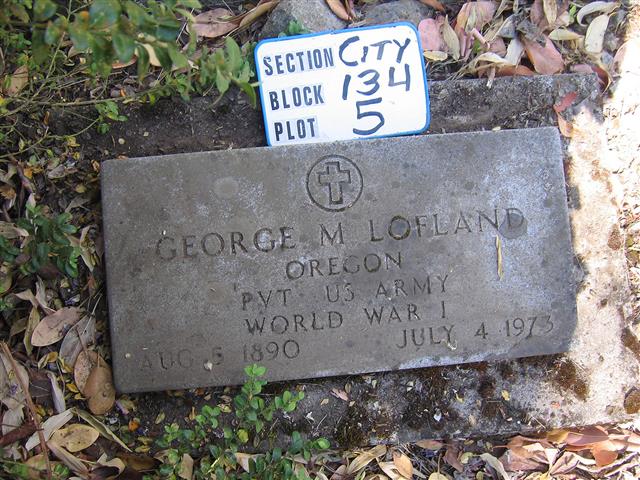 SECTION CITY
BLOCK 134
PLOT 5
GEORGE M LOFLAND
OREGON
PVT US ARMY
WORLD WAR I
AUG 5 1890 JULY 4 1973